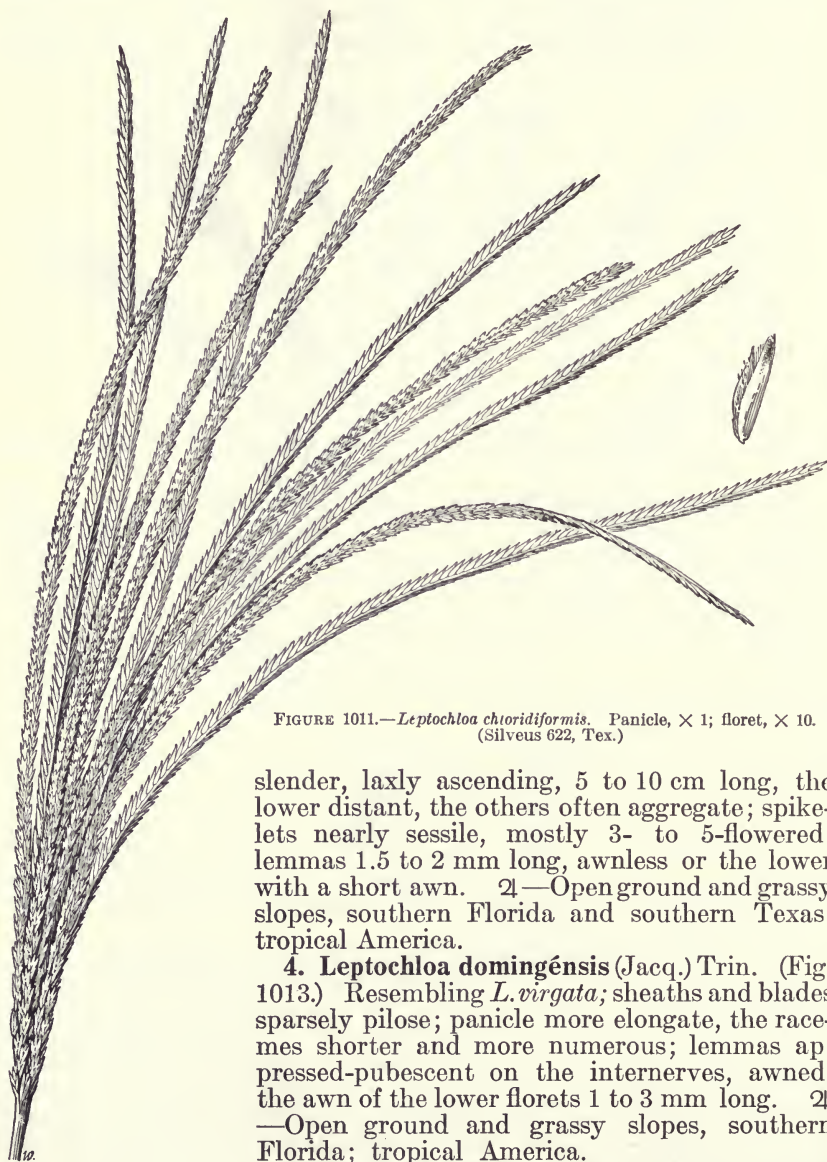 FIGURE 1011.—Leptochloa chloridiformis. Panicle, × 1; floret, × 10.
(Silveus 622, Tex.)
slender, laxly ascending, 5 to 10 cm long, the
lower distant, the others often aggregate; spike-
lets nearly sessile, mostly 3- to 5-flowered
lemmas 1.5 to 2 mm long, awnless or the lower
with a short awn. ♃—Open ground and grassy
slopes, southern Florida and southern Texas
tropical America.
4. Leptochloa domingénsis (Jacq.) Trin. (Fig.
1013.) Resembling L. virgata; sheaths and blades
sparsely pilose; panicle more elongate, the race-
mes shorter and more numerous; lemmas ap
pressed-pubescent on the internerves, awned
the awn of the lower florets 1 to 3 mm long. ♃
—Open ground and grassy slopes, southern
Florida; tropical America.